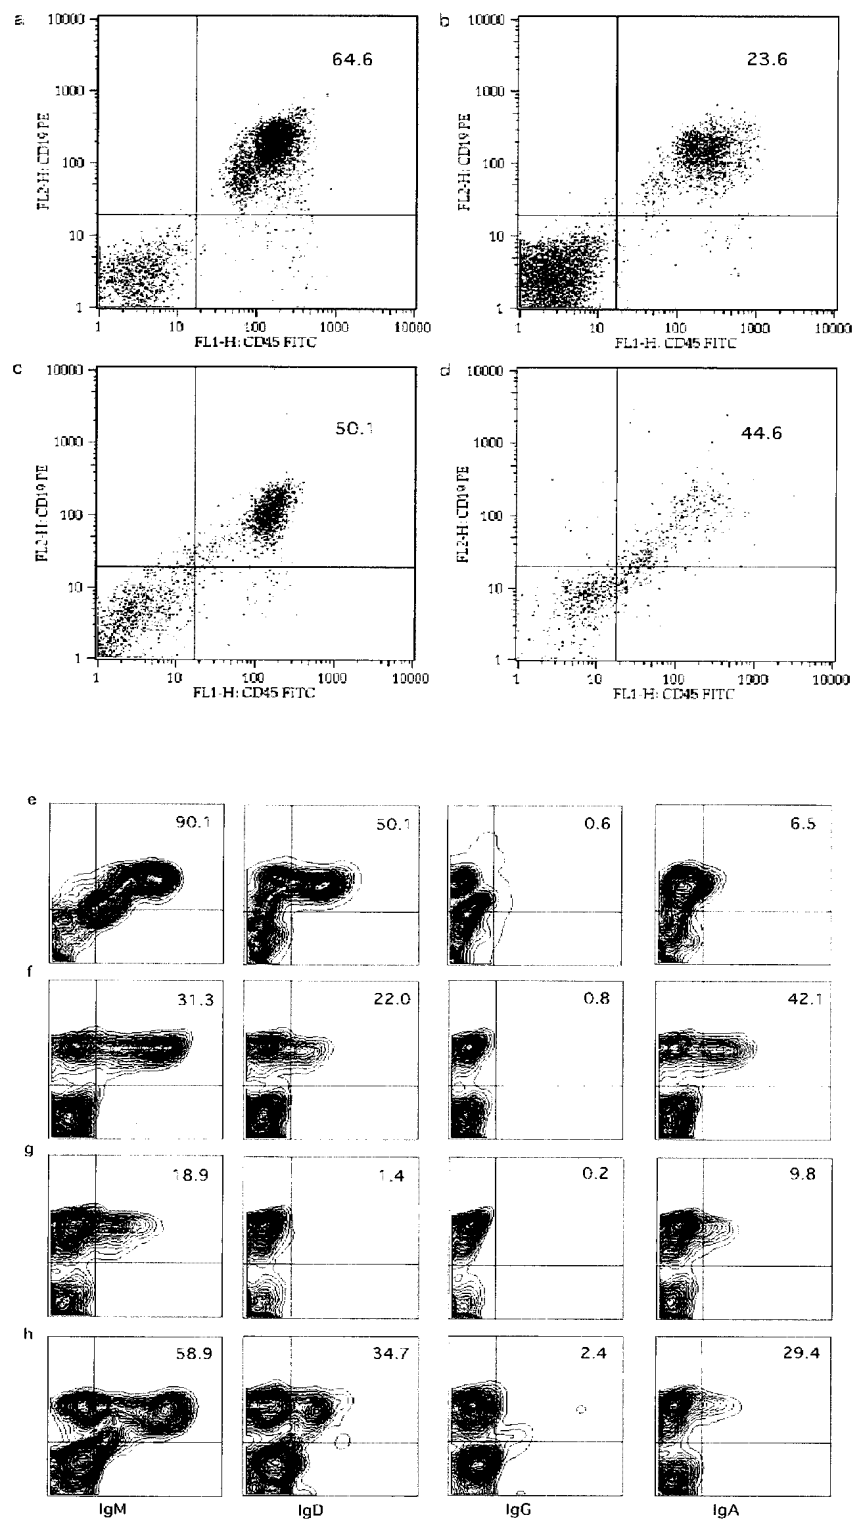 a
10000
1000
100
10
1
FL2-H: CD19 PE
64.6
1 10 100 1000 10000
FL1-H: CD45 FITC
b
10000
1000
100
10
1
FL2-H: CD19 PE
23.6
1 10 100 1000 10000
FL1-H: CD45 FITC
c
10000
1000
100
10
1
FL2-H: CD19 PE
50.1
1 10 100 1000 10000
FL1-H: CD45 FITC
d
10000
1000
100
10
1
FL2-H: CD19 PE
44.6
1 10 100 1000 10000
FL1-H: CD45 FITC
e
90.1 50.1 0.6 6.5
f
31.3 22.0 0.8 42.1
g
18.9 1.4 0.2 9.8
h
58.9 34.7 2.4 29.4
IgM IgD IgG IgA